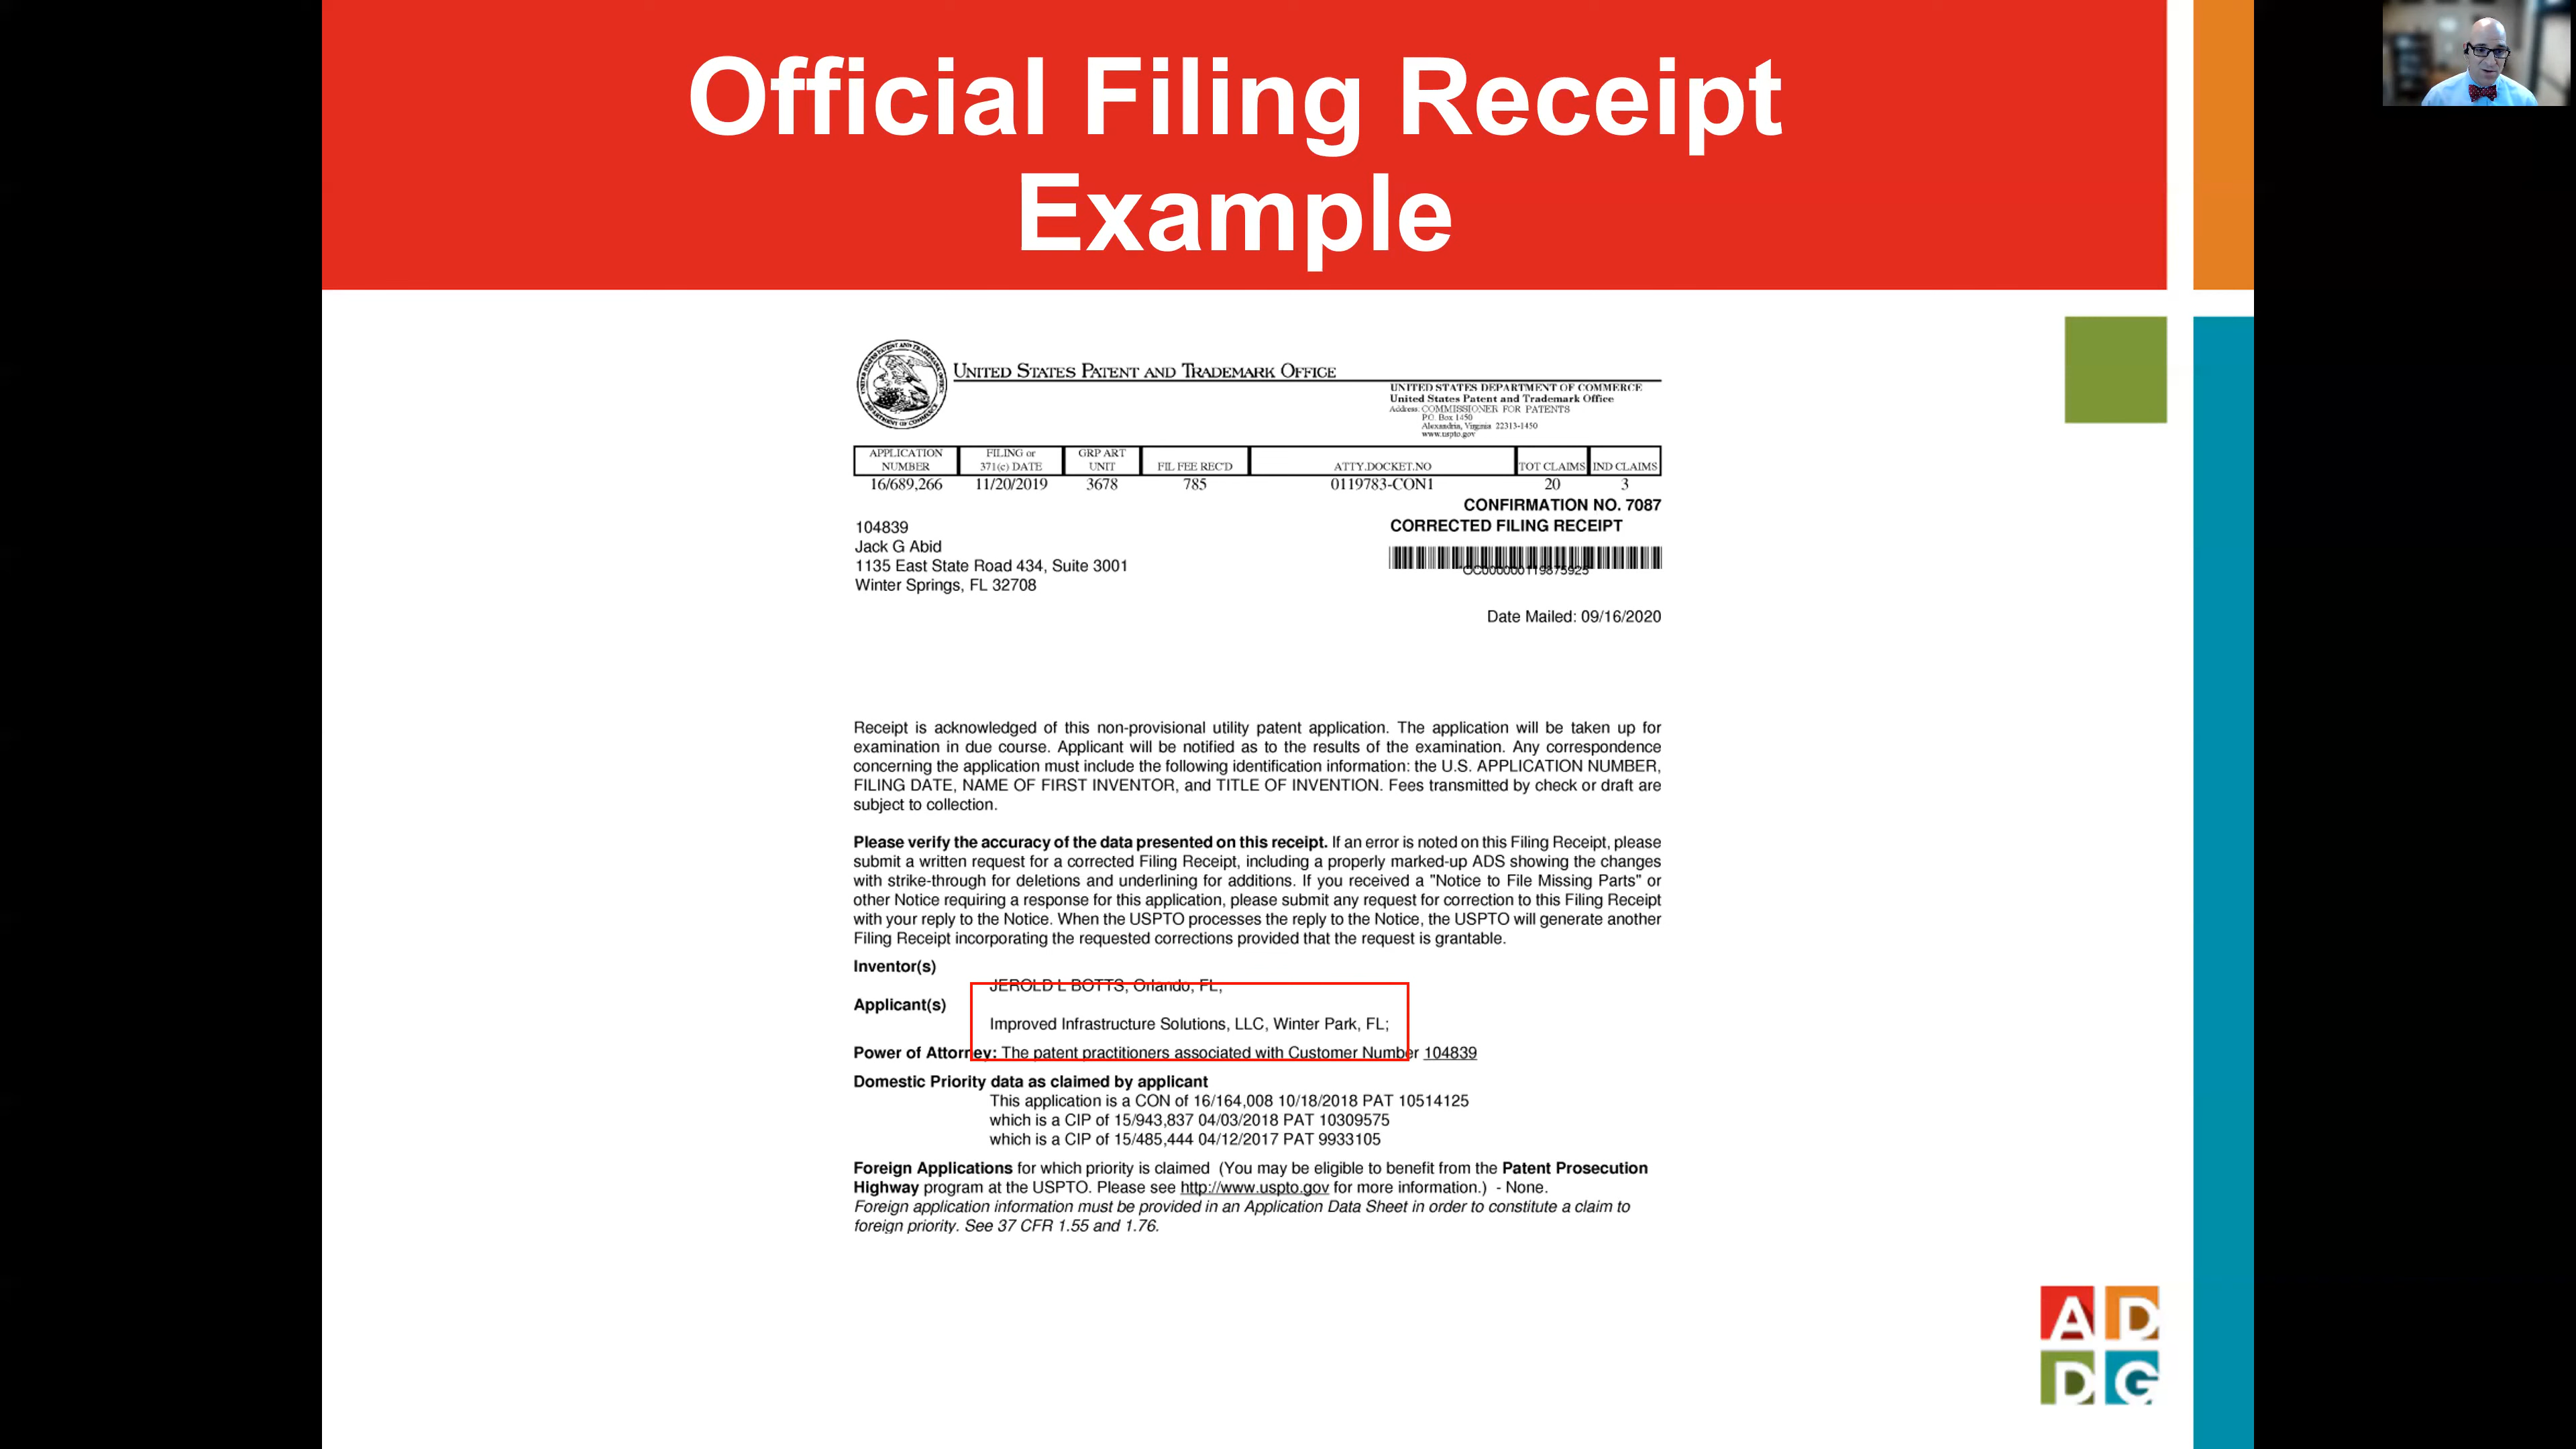 Official Filing Receipt
Example
UNITED STATES PATENT AND TRADEMARK OFFICE
UNITED STATES DEPARTMENT OF COMMERCE
United States Patent and Trademark Office
Address: COMMISSIONER FOR PATENTS
P.O. Box 1450
Alexandria, Virginia 22313-1450
www.uspto.gov
APPLICATION NUMBER FILING or 371(c) DATE GRP ART UNIT FIL FEE REC'D ATTY.DOCKET.NO TOT CLAIMS IND CLAIMS
16/689,266 11/20/2019 3678 785 0119783-CON1 20 3
CONFIRMATION NO. 7087
104839
Jack G Abid
1135 East State Road 434, Suite 3001
Winter Springs, FL 32708
CORRECTED FILING RECEIPT
*OC000000119875925*
Date Mailed: 09/16/2020
Receipt is acknowledged of this non-provisional utility patent application. The application will be taken up for
examination in due course. Applicant will be notified as to the results of the examination. Any correspondence
concerning the application must include the following identification information: the U.S. APPLICATION NUMBER,
FILING DATE, NAME OF FIRST INVENTOR, and TITLE OF INVENTION. Fees transmitted by check or draft are
subject to collection.
Please verify the accuracy of the data presented on this receipt. If an error is noted on this Filing Receipt, please
submit a written request for a corrected Filing Receipt, including a properly marked-up ADS showing the changes
with strike-through for deletions and underlining for additions. If you received a "Notice to File Missing Parts" or
other Notice requiring a response for this application, please submit any request for correction to this Filing Receipt
with your reply to the Notice. When the USPTO processes the reply to the Notice, the USPTO will generate another
Filing Receipt incorporating the requested corrections provided that the request is grantable.
Inventor(s)
JEROLD L BOTTS, Orlando, FL;
Applicant(s)
Improved Infrastructure Solutions, LLC, Winter Park, FL;
Power of Attorney: The patent practitioners associated with Customer Number 104839
Domestic Priority data as claimed by applicant
This application is a CON of 16/164,008 10/18/2018 PAT 10514125
which is a CIP of 15/943,837 04/03/2018 PAT 10309575
which is a CIP of 15/485,444 04/12/2017 PAT 9933105
Foreign Applications for which priority is claimed (You may be eligible to benefit from the Patent Prosecution
Highway program at the USPTO. Please see http://www.uspto.gov for more information.) - None.
Foreign application information must be provided in an Application Data Sheet in order to constitute a claim to
foreign priority. See 37 CFR 1.55 and 1.76.
A D
D G